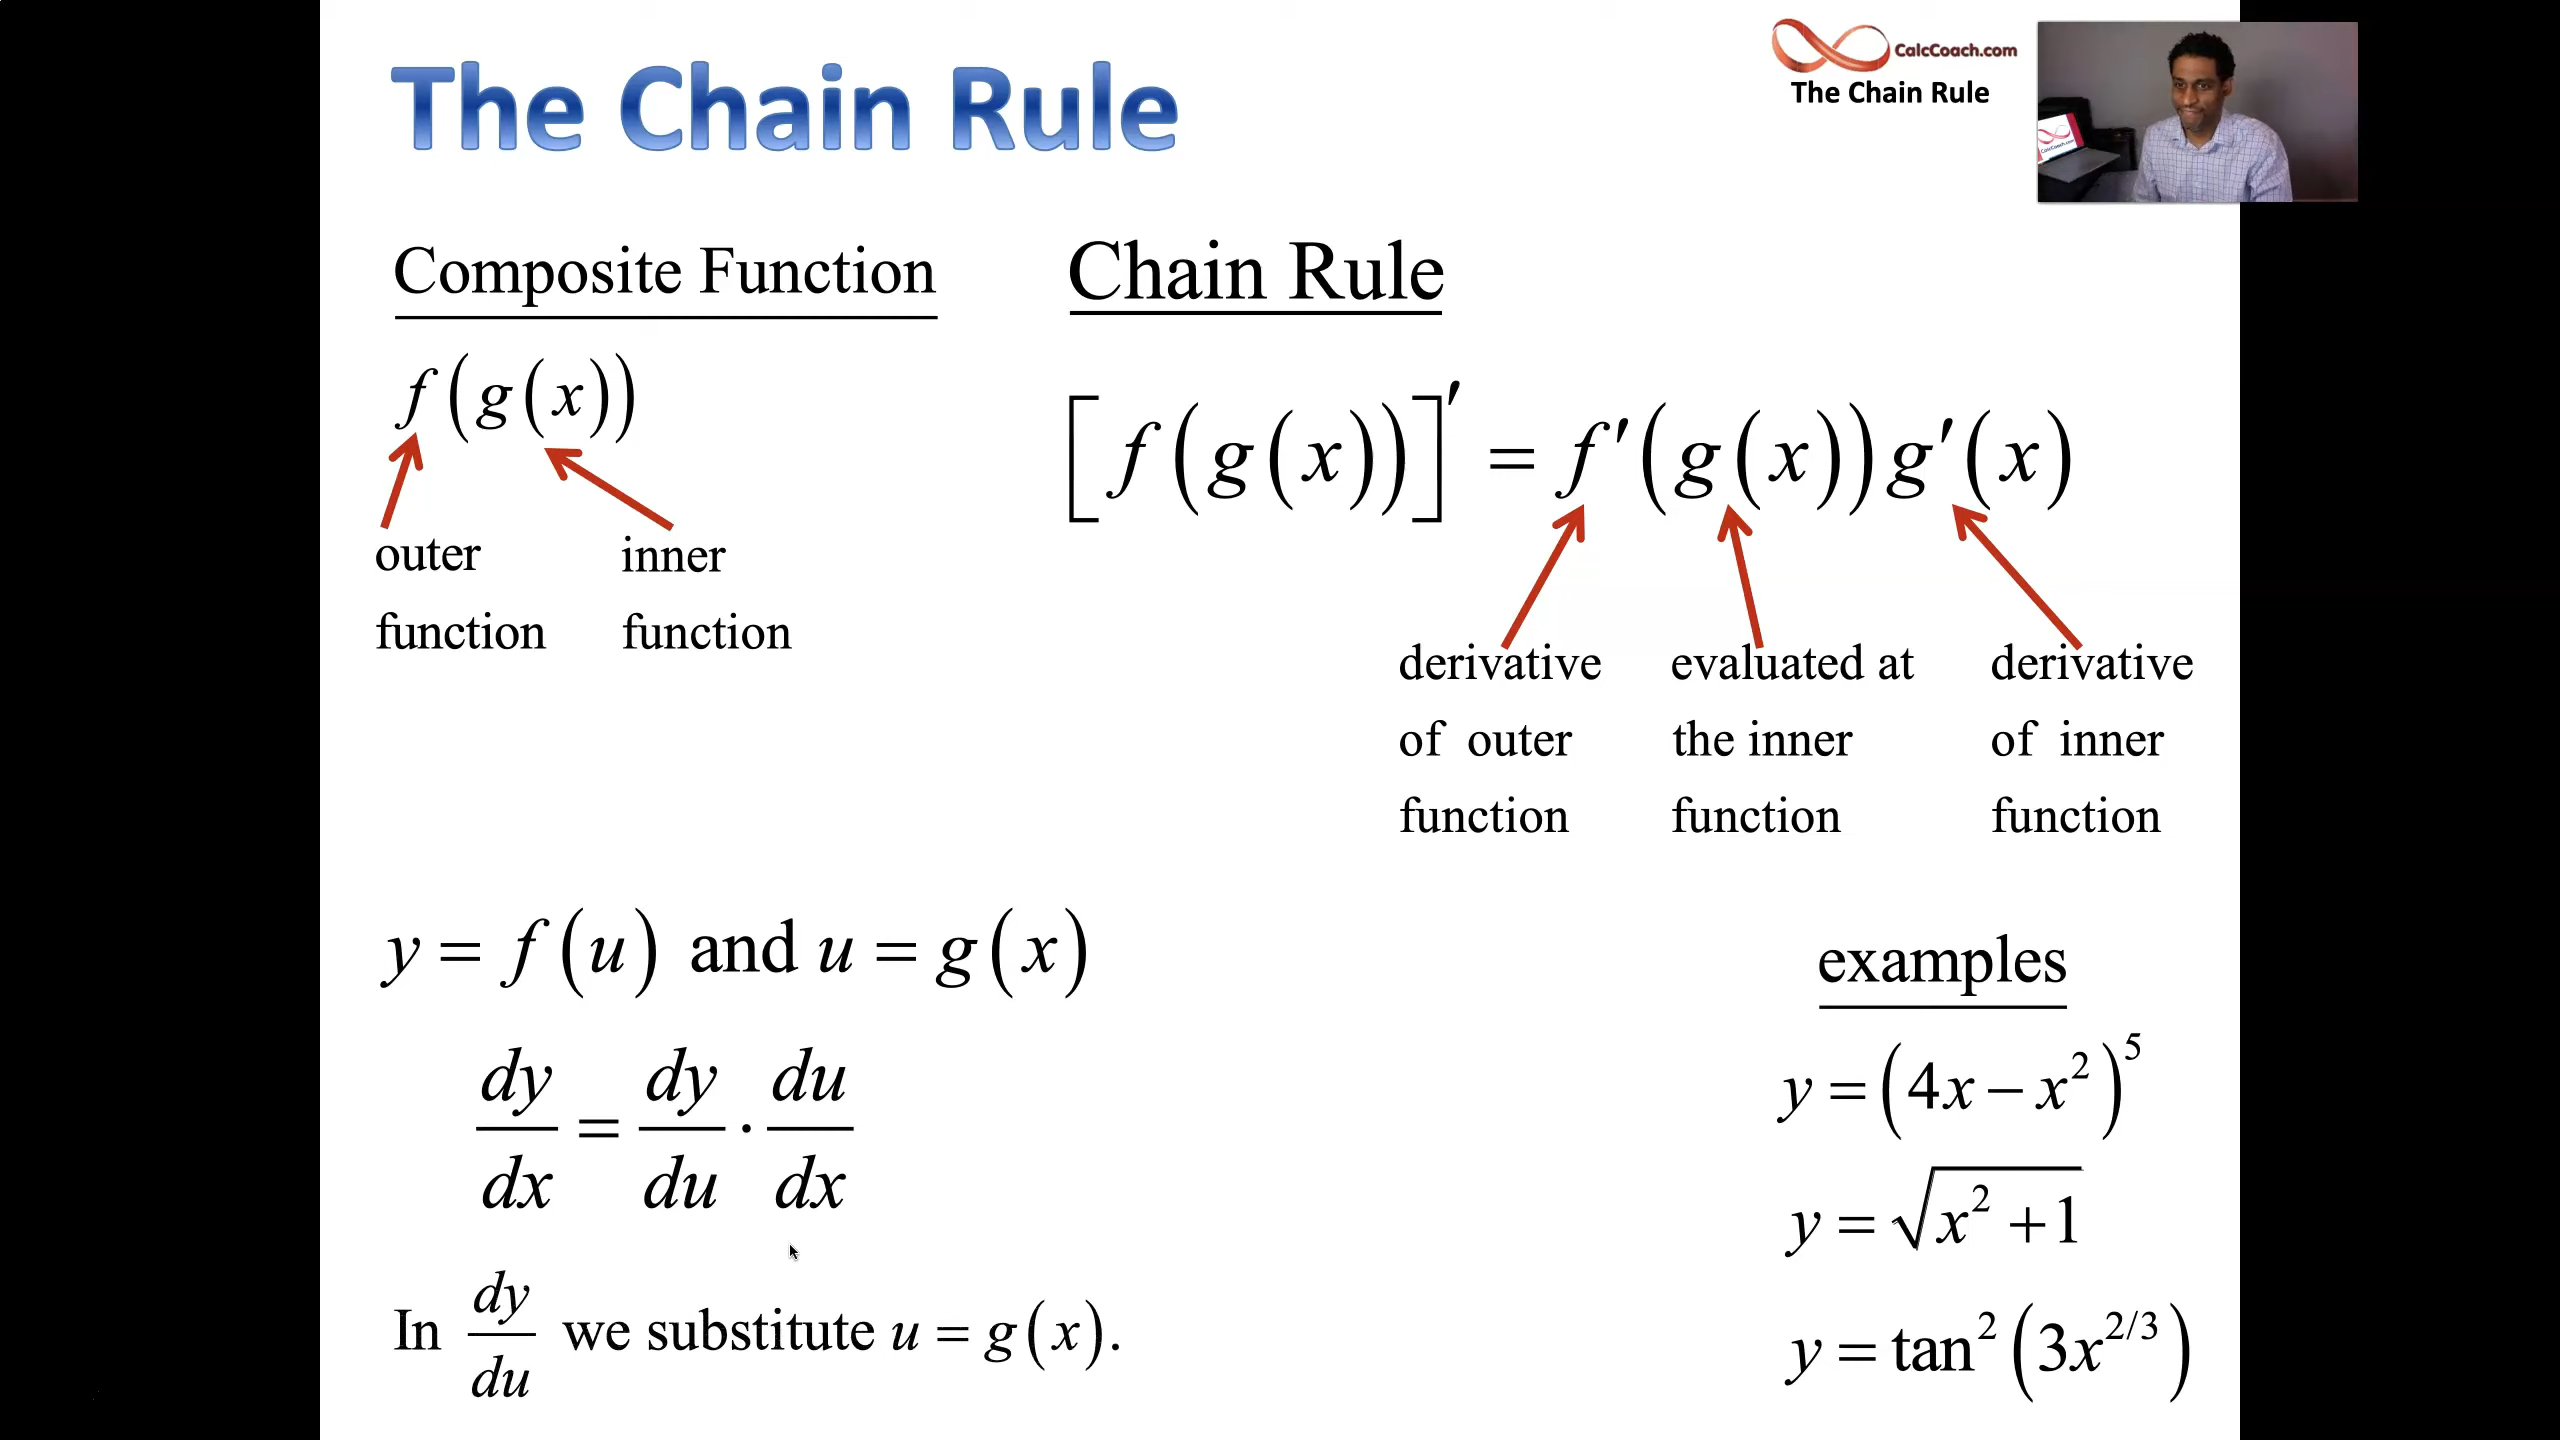 The Chain Rule
CalcCoach.com
The Chain Rule
Composite Function
f(g(x))
outer
function
inner
function
Chain Rule
[f(g(x))]′ = f′(g(x))g′(x)
derivative
of outer
function
evaluated at
the inner
function
derivative
of inner
function
y = f(u) and u = g(x)
dy/dx = dy/du · du/dx
In dy/du we substitute u = g(x).
examples
y = (4x − x²)⁵
y = √(x² + 1)
y = tan²(3x^(2/3))